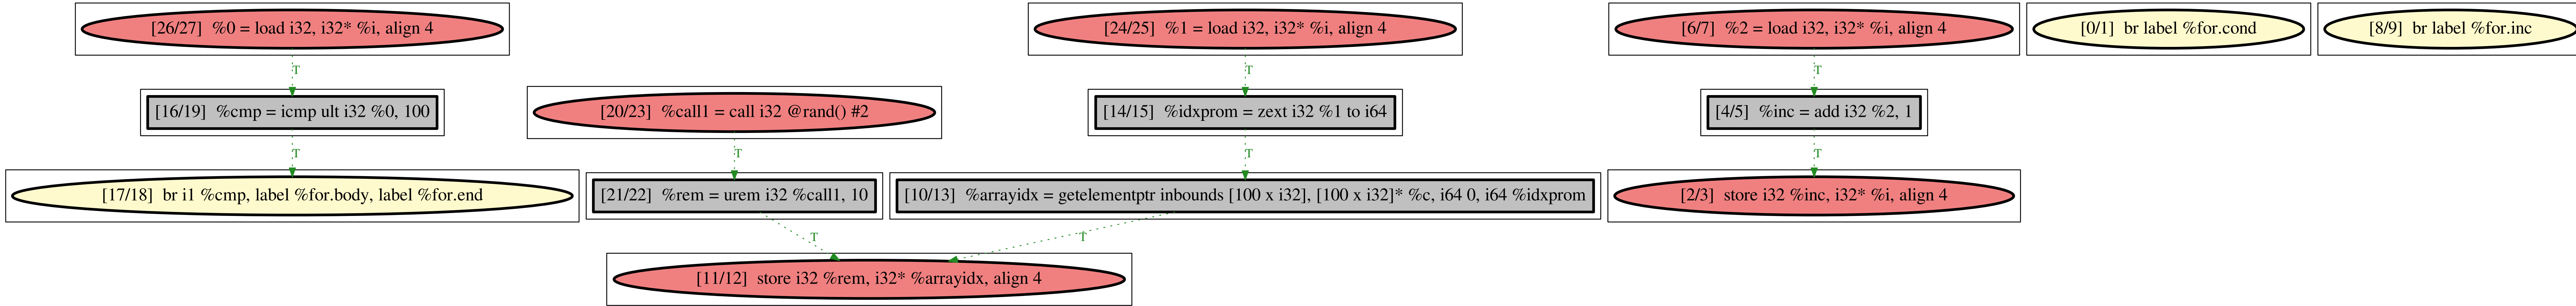 [26/27]  %0 = load i32, i32* %i, align 4
[24/25]  %1 = load i32, i32* %i, align 4
[6/7]  %2 = load i32, i32* %i, align 4
[0/1]  br label %for.cond
[8/9]  br label %for.inc
T
T
T
[16/19]  %cmp = icmp ult i32 %0, 100
[20/23]  %call1 = call i32 @rand() #2
[14/15]  %idxprom = zext i32 %1 to i64
[4/5]  %inc = add i32 %2, 1
T
T
T
T
[17/18]  br i1 %cmp, label %for.body, label %for.end
[21/22]  %rem = urem i32 %call1, 10
[10/13]  %arrayidx = getelementptr inbounds [100 x i32], [100 x i32]* %c, i64 0, i64 %idxprom
[2/3]  store i32 %inc, i32* %i, align 4
T
T
[11/12]  store i32 %rem, i32* %arrayidx, align 4